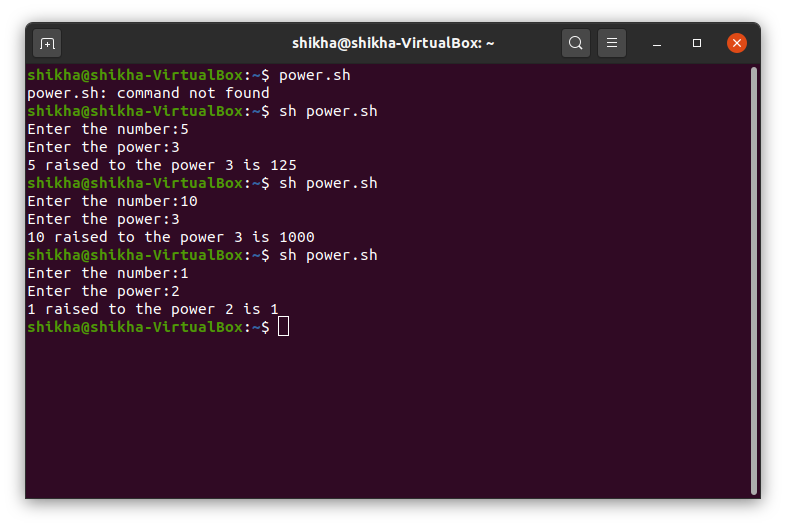 shikha@shikha-VirtualBox: ~
shikha@shikha-VirtualBox:~$ power.sh
power.sh: command not found
shikha@shikha-VirtualBox:~$ sh power.sh
Enter the number:5
Enter the power:3
5 raised to the power 3 is 125
shikha@shikha-VirtualBox:~$ sh power.sh
Enter the number:10
Enter the power:3
10 raised to the power 3 is 1000
shikha@shikha-VirtualBox:~$ sh power.sh
Enter the number:1
Enter the power:2
1 raised to the power 2 is 1
shikha@shikha-VirtualBox:~$